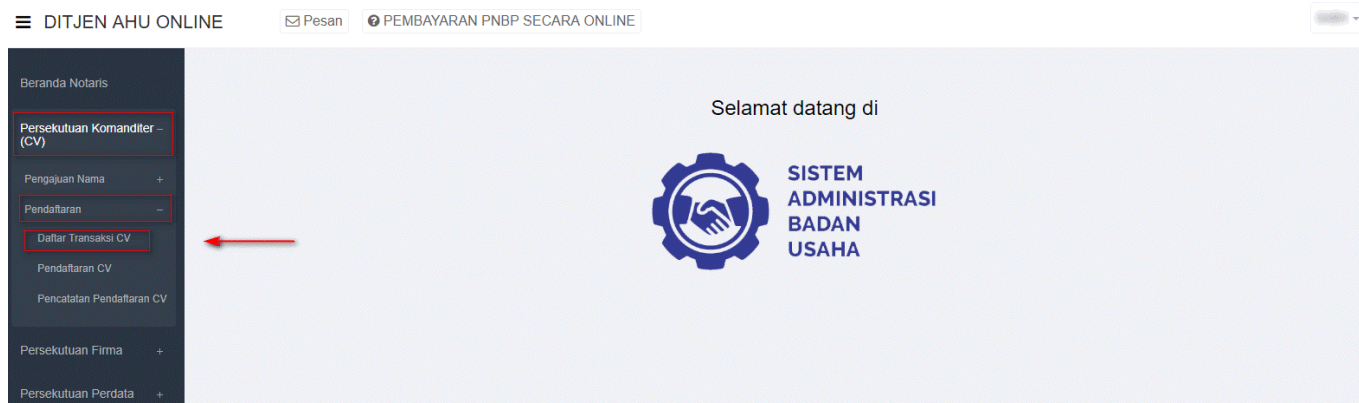 DITJEN AHU ONLINE
Pesan
PEMBAYARAN PNBP SECARA ONLINE
Beranda Notaris
Persekutuan Komanditer –
(CV)
Pengajuan Nama +
Pendaftaran –
Daftar Transaksi CV
Pendaftaran CV
Pencatatan Pendaftaran CV
Persekutuan Firma +
Persekutuan Perdata +
Selamat datang di
SISTEM
ADMINISTRASI
BADAN
USAHA